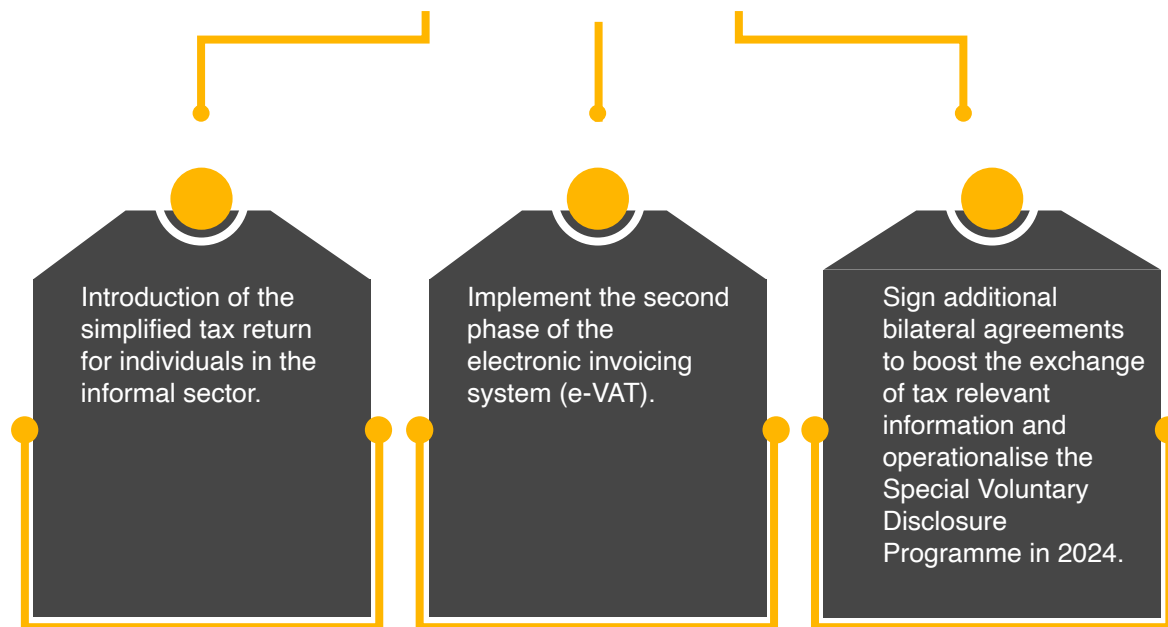 Introduction of the
simplified tax return
for individuals in the
informal sector.
Implement the second
phase of the
electronic invoicing
system (e-VAT).
Sign additional
bilateral agreements
to boost the exchange
of tax relevant
information and
operationalise the
Special Voluntary
Disclosure
Programme in 2024.